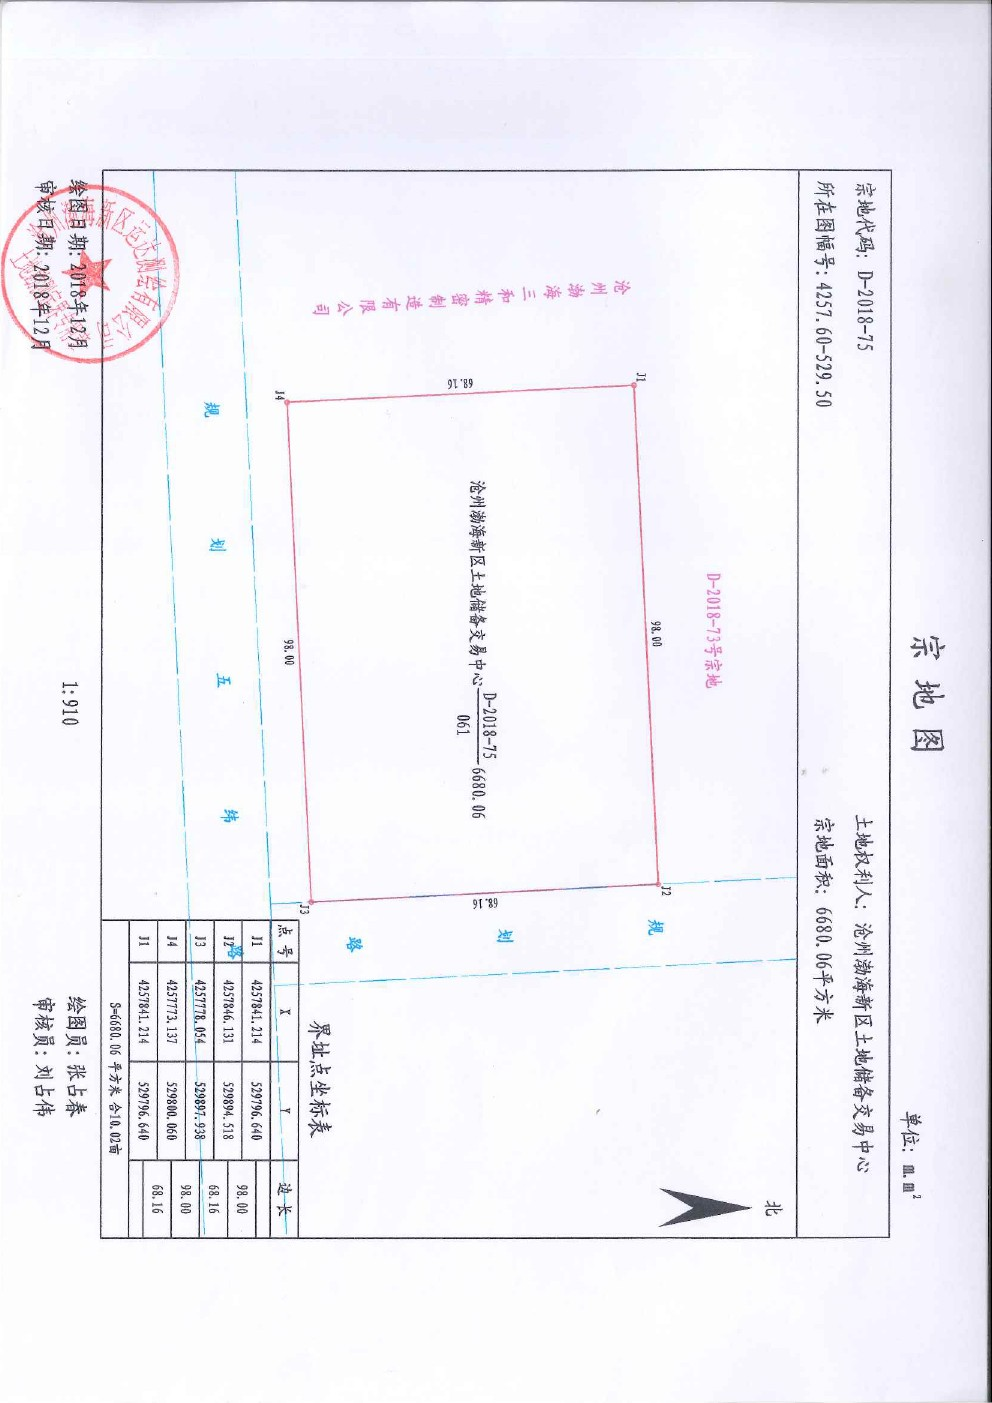 宗地图
单位: m.m²
宗地代码: D-2018-75
土地权利人: 沧州渤海新区土地储备交易中心
所在图幅号: 4257.60-529.50
宗地面积: 6680.06平方米
北
D-2018-73号宗地
沧州渤海三和精密制造有限公司
J1
98.00
J2
68.16
沧州渤海新区土地储备交易中心 D-2018-75 6680.06
061
68.16
J4
98.00
J3
规划路
规划五纬路
界址点坐标表
点号 X Y 边长
J1 4257841.214 529796.640
98.00
J2 4257846.131 529894.518
68.16
J3 4257778.054 529897.938
98.00
J4 4257773.137 529800.060
68.16
J1 4257841.214 529796.640
S=6680.06 平方米 合10.02亩
绘图日期: 2018年12月
1:910
绘图员: 张占春
审核日期: 2018年12月
审核员: 刘占伟